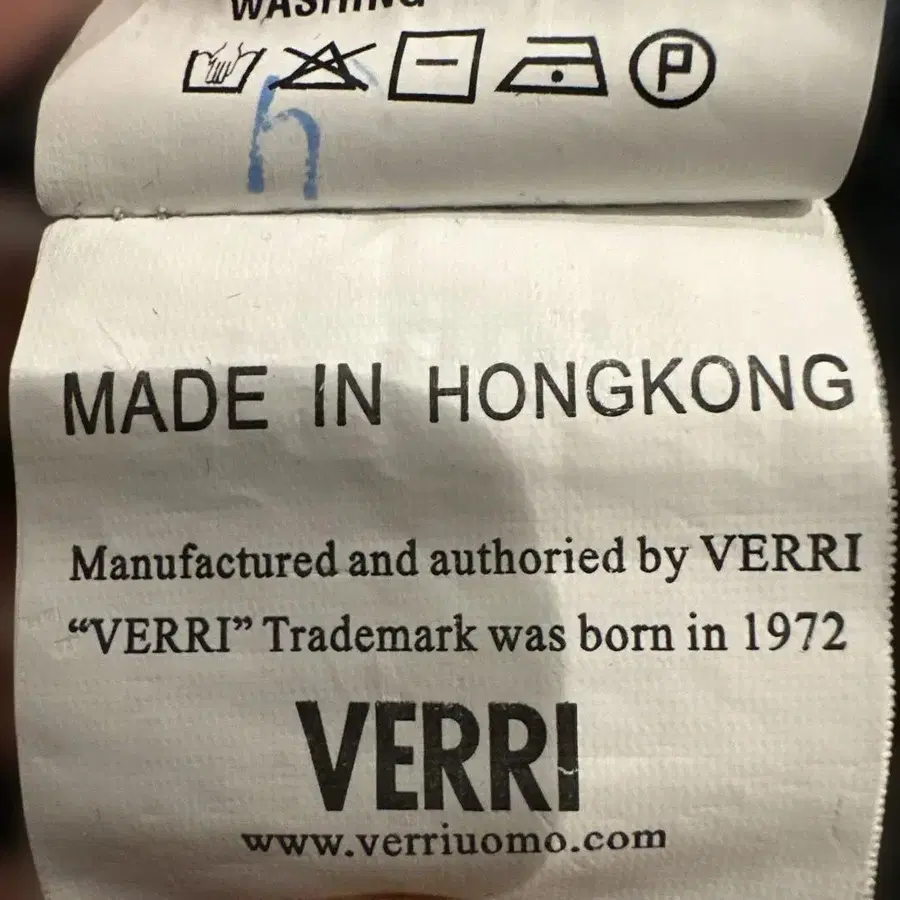 WASHING
P
MADE IN HONGKONG
Manufactured and authoried by VERRI
“VERRI” Trademark was born in 1972
VERRI
www.verriuomo.com